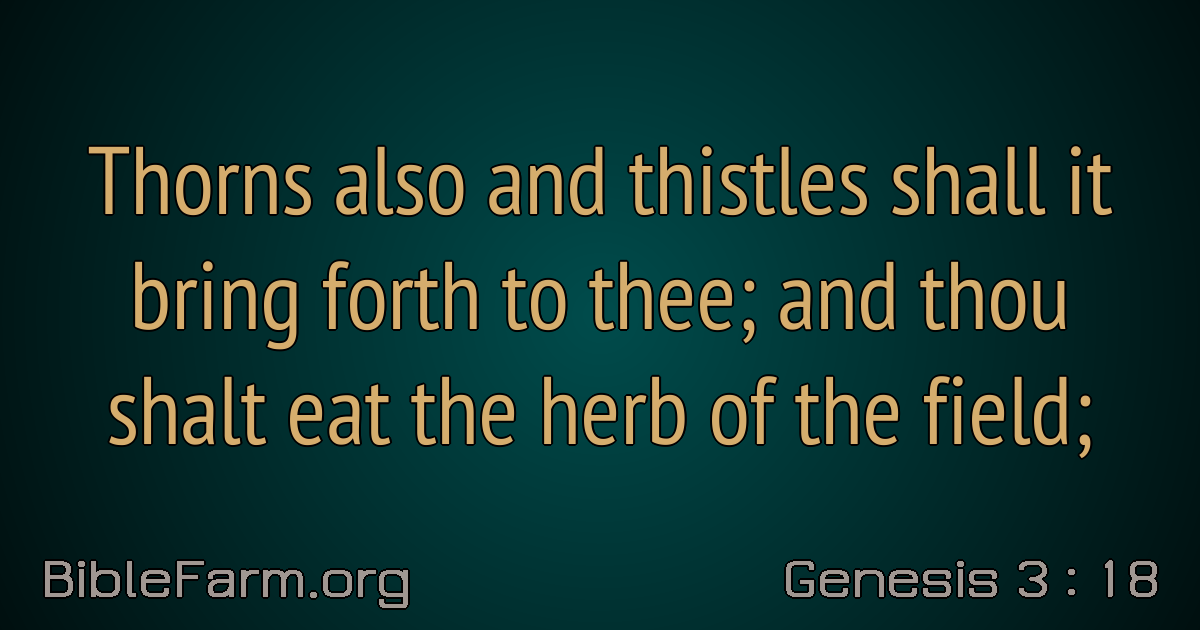 Thorns also and thistles shall it
bring forth to thee; and thou
shalt eat the herb of the field;
BibleFarm.org
Genesis 3 : 18